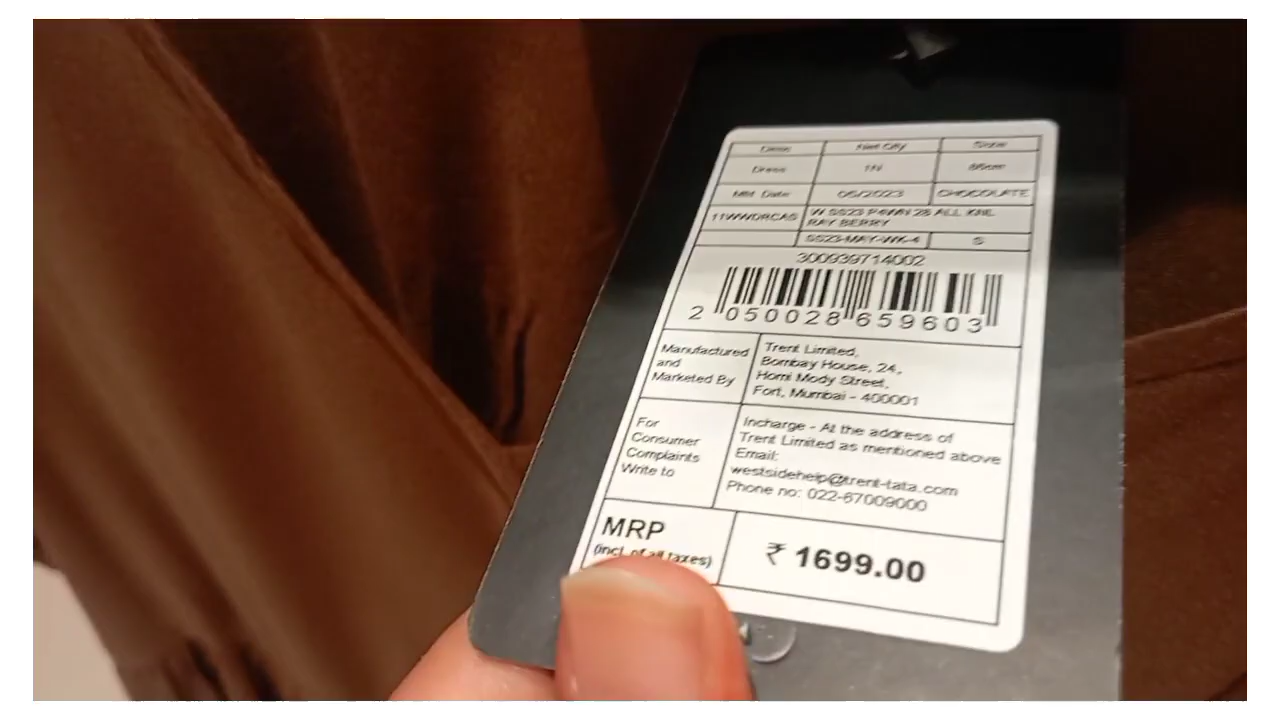 Dress
1N
Mfd. Date
06/2023
CHOCOLATE
11WWDRCAS
W SS23 P4WN 28 ALL KNL
RAY BERRY
SS23-MAY-WK-4
S
300939714002
2 050028 659603
Manufactured
and
Marketed By
Trent Limited,
Bombay House, 24,
Homi Mody Street,
Fort, Mumbai - 400001
For
Consumer
Complaints
Write to
Incharge - At the address of
Trent Limited as mentioned above
Email:
westsidehelp@trent-tata.com
Phone no: 022-67009000
MRP
(incl. of all taxes)
₹ 1699.00